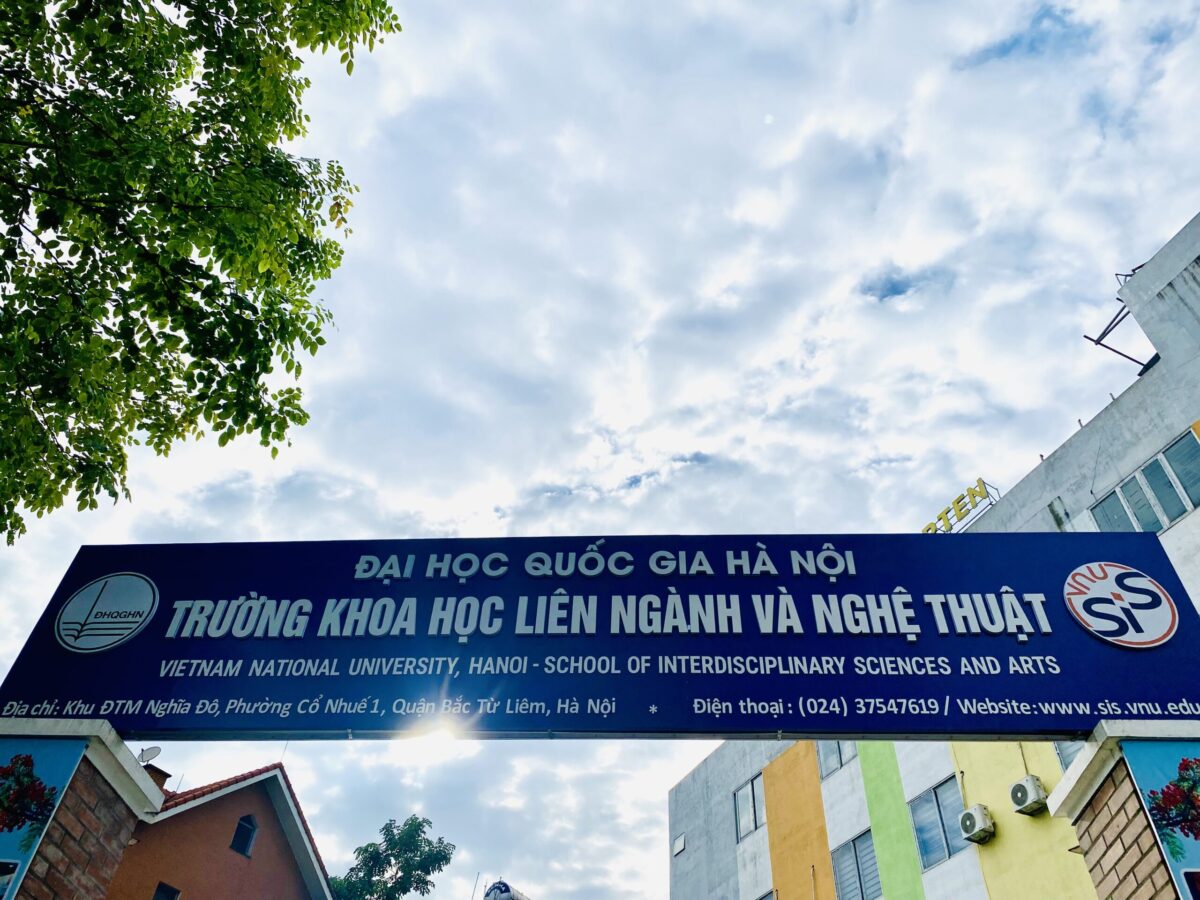 RTEN
ĐẠI HỌC QUỐC GIA HÀ NỘI
ĐHQGHN
TRƯỜNG KHOA HỌC LIÊN NGÀNH VÀ NGHỆ THUẬT
VNU
SIS
VIETNAM NATIONAL UNIVERSITY, HANOI - SCHOOL OF INTERDISCIPLINARY SCIENCES AND ARTS
Địa chỉ: Khu ĐTM Nghĩa Đô, Phường Cổ Nhuế 1, Quận Bắc Từ Liêm, Hà Nội * Điện thoại : (024) 37547619 / Website: www.sis.vnu.edu